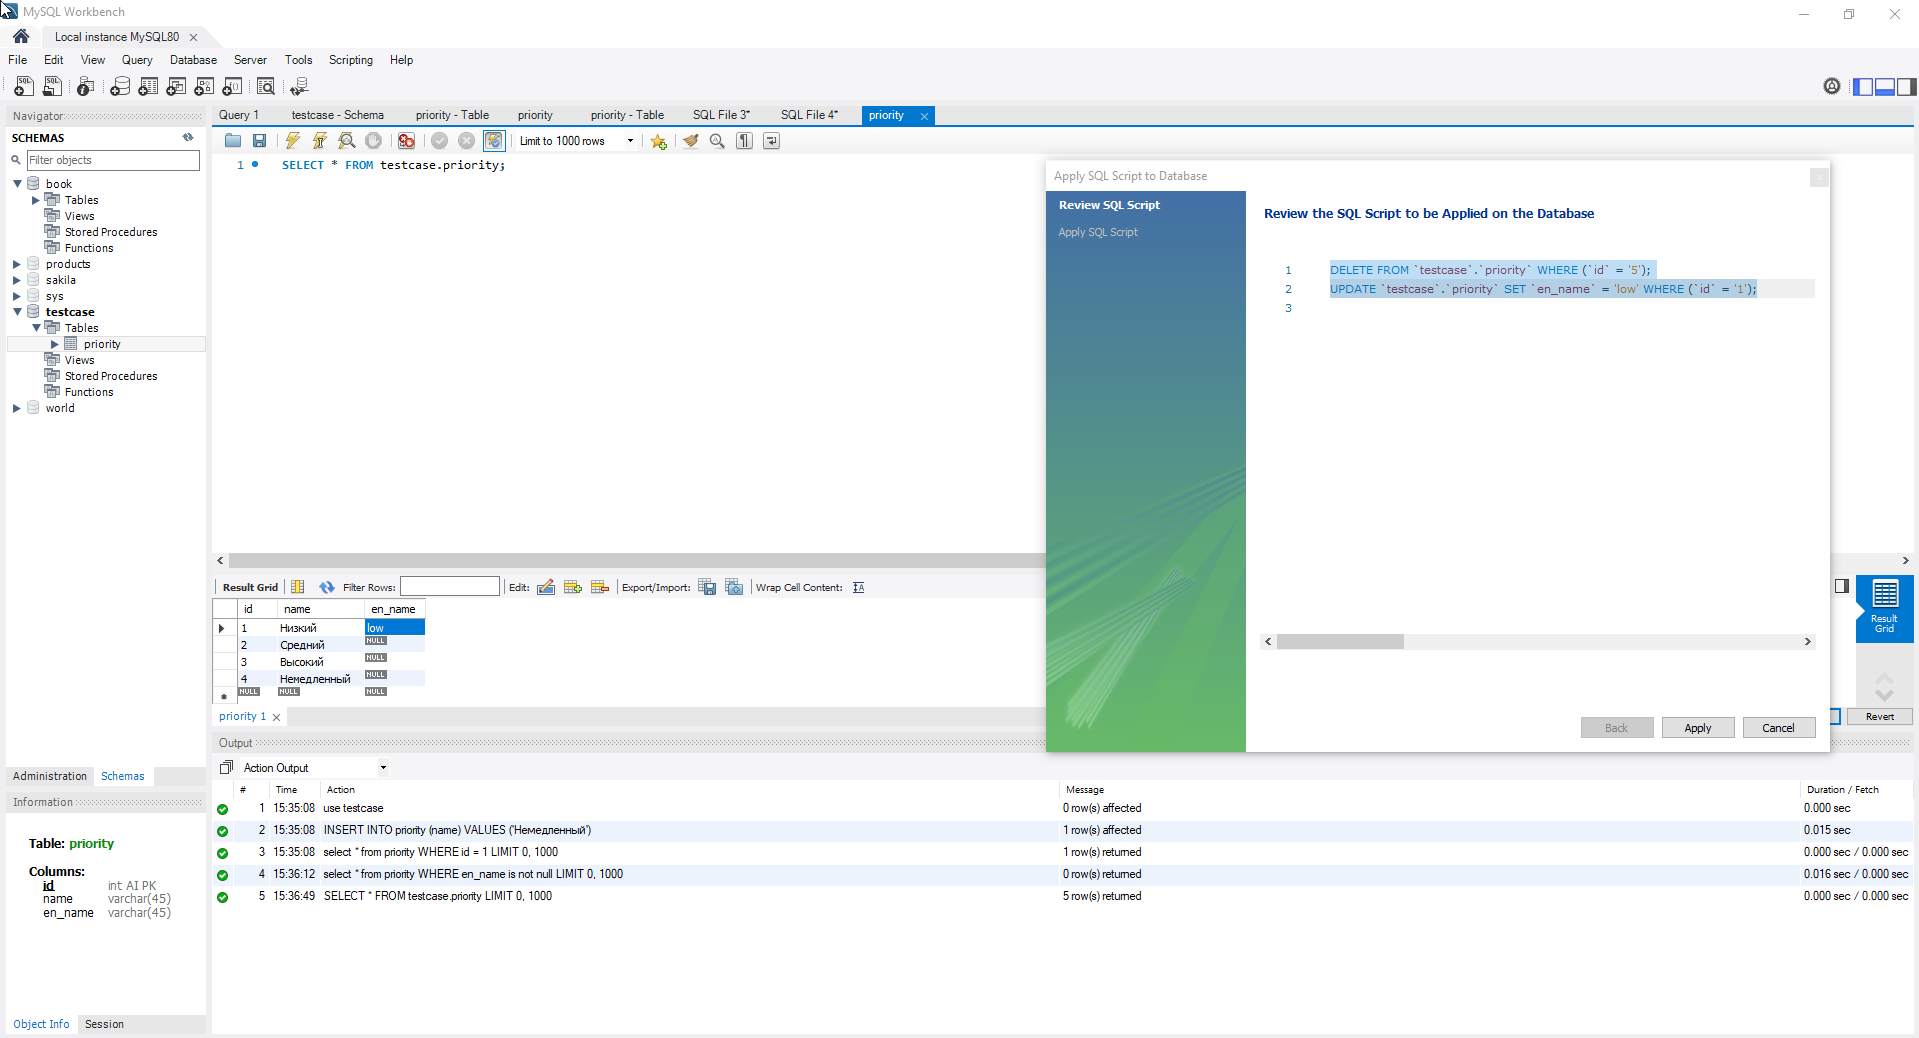 MySQL Workbench
Local instance MySQL80
File Edit View Query Database Server Tools Scripting Help
Navigator
SCHEMAS
Filter objects
book
Tables
Views
Stored Procedures
Functions
products
sakila
sys
testcase
Tables
priority
Views
Stored Procedures
Functions
world
Administration Schemas
Information
Table: priority
Columns:
id int AI PK
name varchar(45)
en_name varchar(45)
Object Info Session
Query 1 testcase - Schema priority - Table priority priority - Table SQL File 3* SQL File 4* priority
Limit to 1000 rows
1 SELECT * FROM testcase.priority;
Apply SQL Script to Database
Review SQL Script
Apply SQL Script
Review the SQL Script to be Applied on the Database
1 DELETE FROM `testcase`.`priority` WHERE (`id` = '5');
2 UPDATE `testcase`.`priority` SET `en_name` = 'low' WHERE (`id` = '1');
3
Back Apply Cancel
Result Grid Filter Rows: Edit: Export/Import: Wrap Cell Content:
id name en_name
1 Низкий low
2 Средний NULL
3 Высокий NULL
4 Немедленный NULL
NULL NULL NULL
Result Grid
priority 1
Revert
Output
Action Output
# Time Action Message Duration / Fetch
1 15:35:08 use testcase 0 row(s) affected 0.000 sec
2 15:35:08 INSERT INTO priority (name) VALUES ('Немедленный') 1 row(s) affected 0.015 sec
3 15:35:08 select * from priority WHERE id = 1 LIMIT 0, 1000 1 row(s) returned 0.000 sec / 0.000 sec
4 15:36:12 select * from priority WHERE en_name is not null LIMIT 0, 1000 0 row(s) returned 0.016 sec / 0.000 sec
5 15:36:49 SELECT * FROM testcase.priority LIMIT 0, 1000 5 row(s) returned 0.000 sec / 0.000 sec